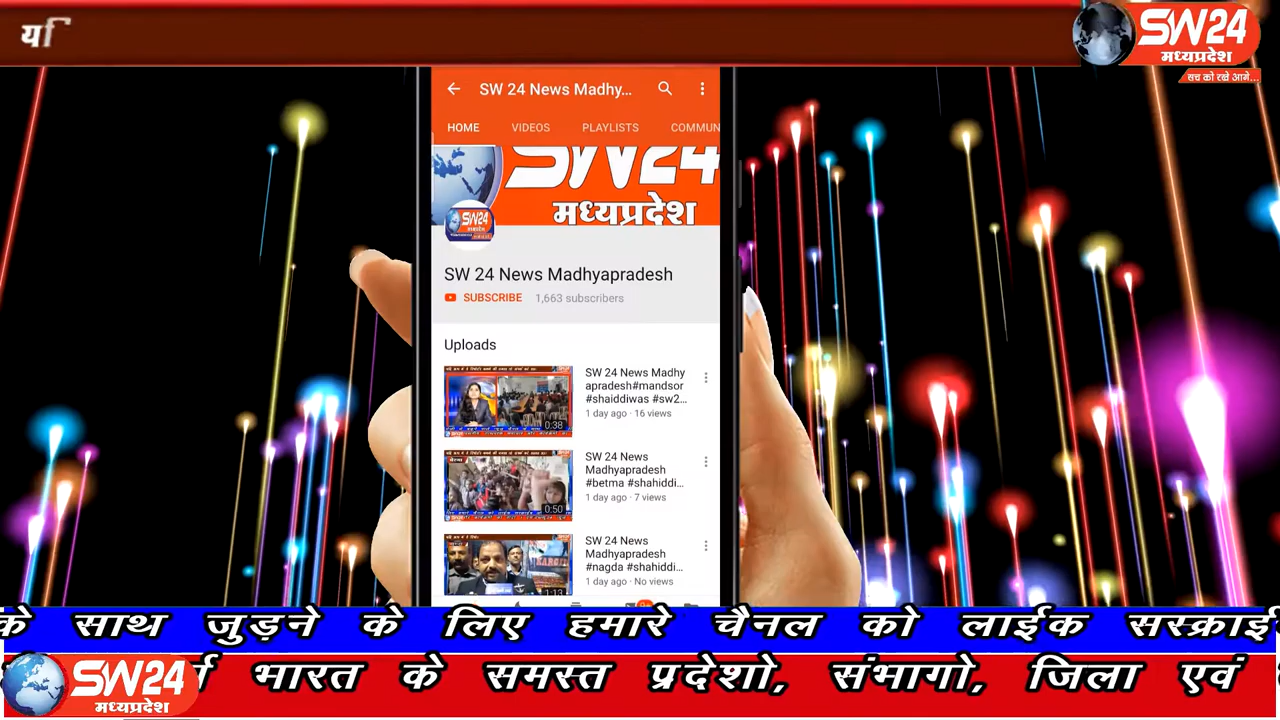 SW24
मध्यप्रदेश
सच को रखे आगे...
SW 24 News Madhy...
HOME VIDEOS PLAYLISTS COMMUN
SW24
मध्यप्रदेश
SW24
SW 24 News Madhyapradesh
SUBSCRIBE 1,663 subscribers
Uploads
SW 24 News Madhy
apradesh#mandsor
#shaiddiwas #sw2...
1 day ago · 16 views
0:38
SW 24 News
Madhyapradesh
#betma #shahiddi...
1 day ago · 7 views
0:50
SW 24 News
Madhyapradesh
#nagda #shahiddi...
1 day ago · No views
1:13
के साथ जुड़ने के लिए हमारे चैनल को लाईक सस्क्राई
भारत के समस्त प्रदेशो, संभागो, जिला एवं
SW24
मध्यप्रदेश